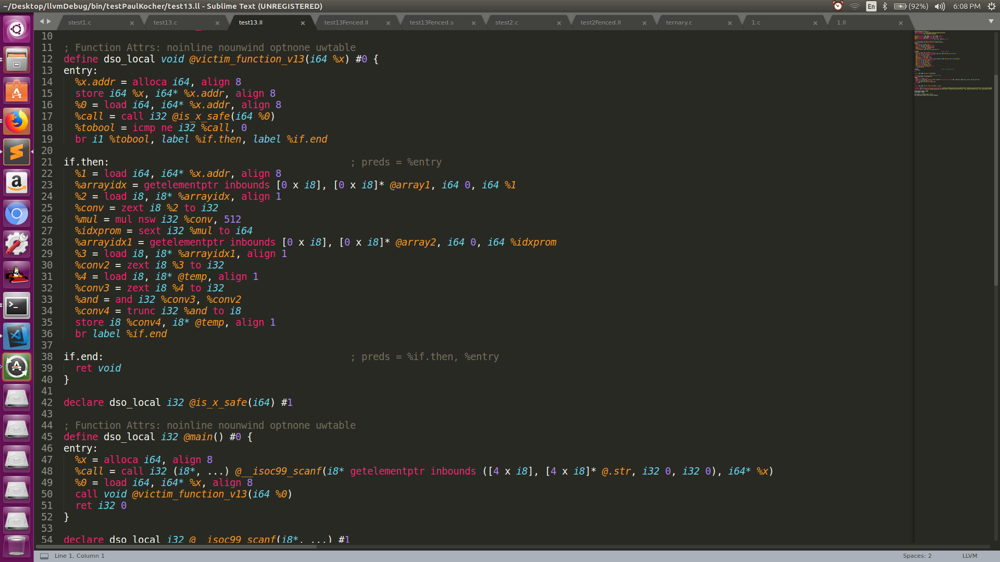 ~/Desktop/llvmDebug/bin/testPaulKocher/test13.ll - Sublime Text (UNREGISTERED)
En (92%) 6:08 PM
stest1.c × test13.c × test13.ll × test13Fenced.ll × test13Fenced.s × stest2.c × test2Fenced.ll × ternary.c × 1.c × 1.ll ×
10
11 ; Function Attrs: noinline nounwind optnone uwtable
12 define dso_local void @victim_function_v13(i64 %x) #0 {
13 entry:
14   %x.addr = alloca i64, align 8
15   store i64 %x, i64* %x.addr, align 8
16   %0 = load i64, i64* %x.addr, align 8
17   %call = call i32 @is_x_safe(i64 %0)
18   %tobool = icmp ne i32 %call, 0
19   br i1 %tobool, label %if.then, label %if.end
20
21 if.then:                                          ; preds = %entry
22   %1 = load i64, i64* %x.addr, align 8
23   %arrayidx = getelementptr inbounds [0 x i8], [0 x i8]* @array1, i64 0, i64 %1
24   %2 = load i8, i8* %arrayidx, align 1
25   %conv = zext i8 %2 to i32
26   %mul = mul nsw i32 %conv, 512
27   %idxprom = sext i32 %mul to i64
28   %arrayidx1 = getelementptr inbounds [0 x i8], [0 x i8]* @array2, i64 0, i64 %idxprom
29   %3 = load i8, i8* %arrayidx1, align 1
30   %conv2 = zext i8 %3 to i32
31   %4 = load i8, i8* @temp, align 1
32   %conv3 = zext i8 %4 to i32
33   %and = and i32 %conv3, %conv2
34   %conv4 = trunc i32 %and to i8
35   store i8 %conv4, i8* @temp, align 1
36   br label %if.end
37
38 if.end:                                           ; preds = %if.then, %entry
39   ret void
40 }
41
42 declare dso_local i32 @is_x_safe(i64) #1
43
44 ; Function Attrs: noinline nounwind optnone uwtable
45 define dso_local i32 @main() #0 {
46 entry:
47   %x = alloca i64, align 8
48   %call = call i32 (i8*, ...) @__isoc99_scanf(i8* getelementptr inbounds ([4 x i8], [4 x i8]* @.str, i32 0, i32 0), i64* %x)
49   %0 = load i64, i64* %x, align 8
50   call void @victim_function_v13(i64 %0)
51   ret i32 0
52 }
53
54 declare dso_local i32 @__isoc99_scanf(i8*, ...) #1
Line 1, Column 1 Spaces: 2 LLVM